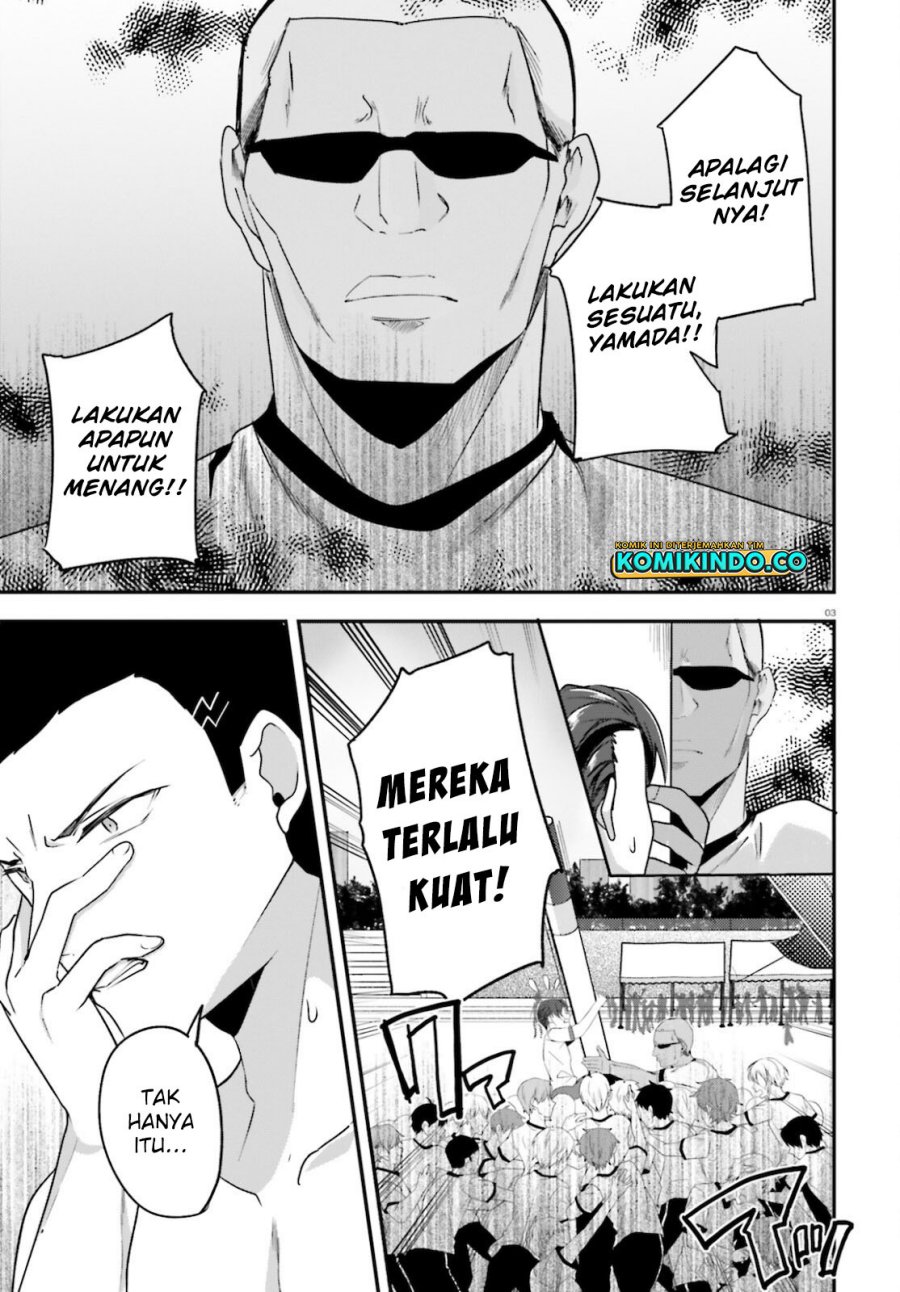 APALAGI
SELANJUT
NYA!
LAKUKAN
SESUATU,
YAMADA!!
LAKUKAN
APAPUN
UNTUK
MENANG!!
KOMIK INI DITERJEMAHKAN TIM
KOMIKINDO.CO
03
MEREKA
TERLALU
KUAT!
TAK
HANYA
ITU...